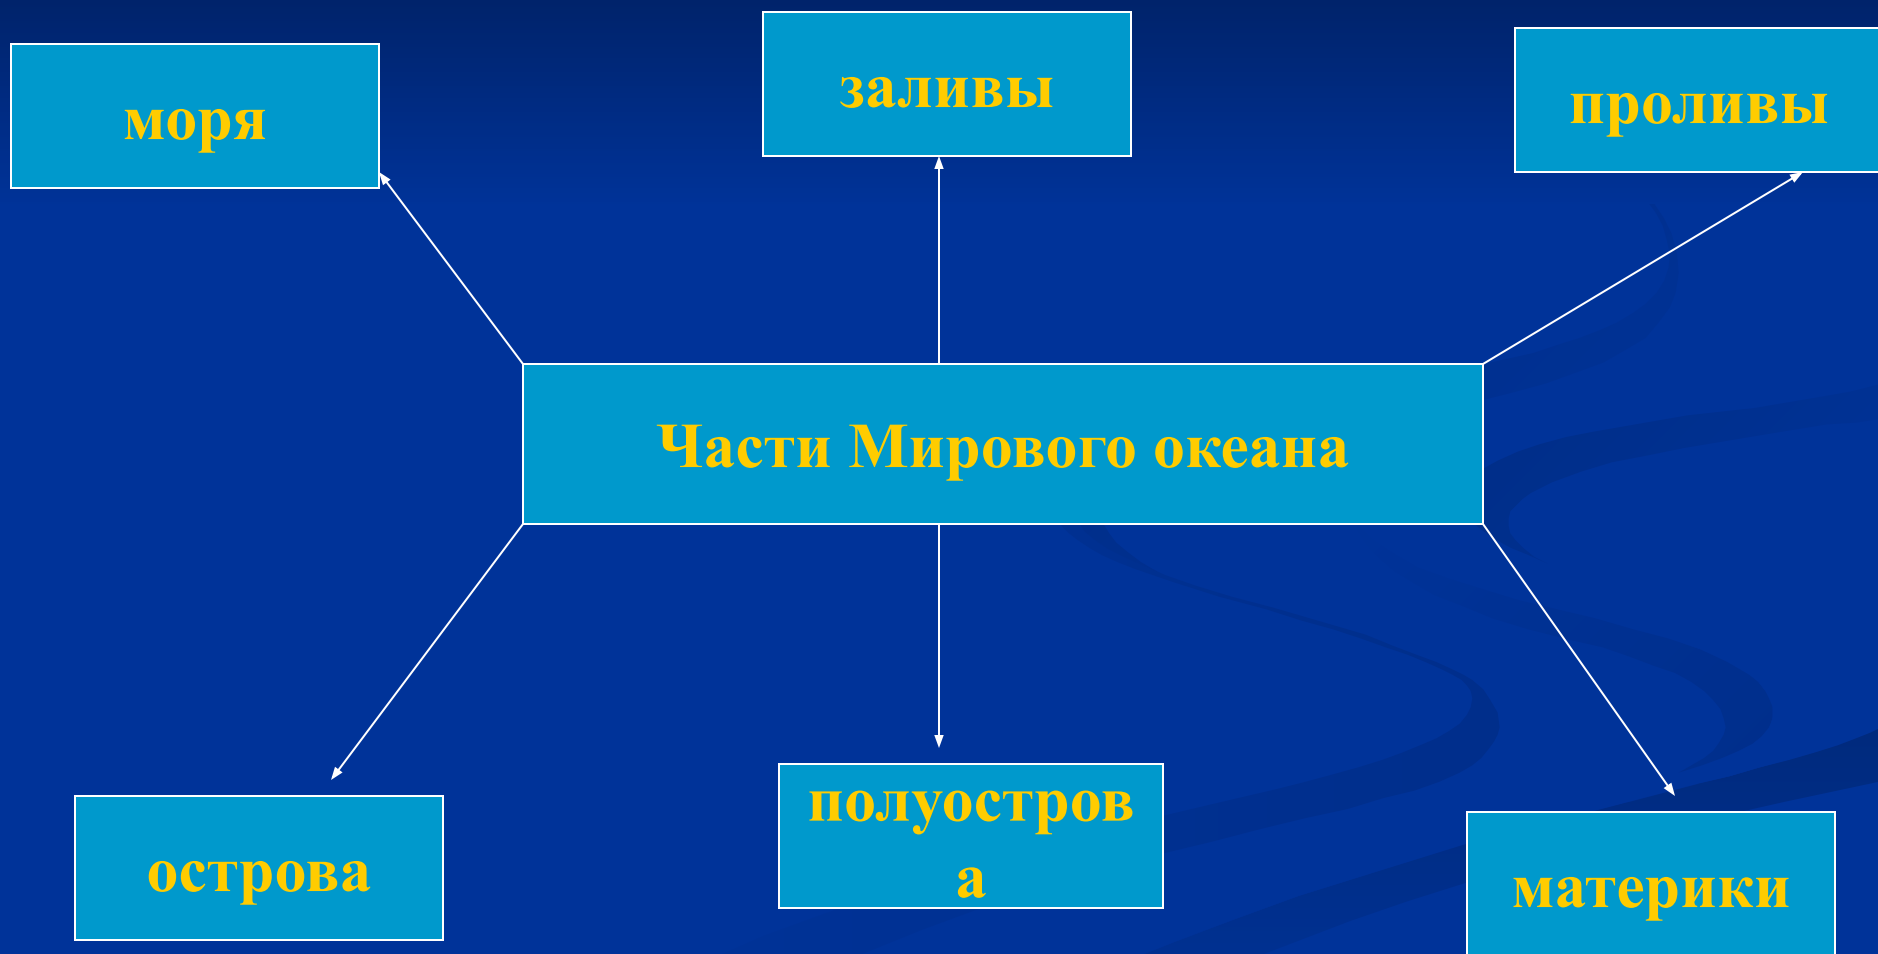 моря
заливы
проливы
Части Мирового океана
острова
полуостров
а
материки